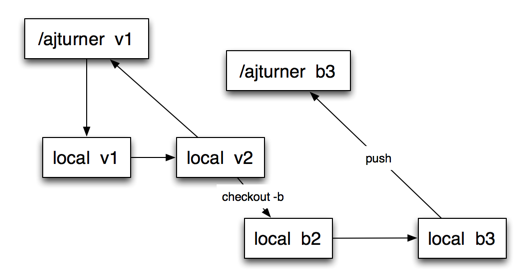 /ajturner v1
/ajturner b3
local v1
local v2
push
checkout -b
local b2
local b3